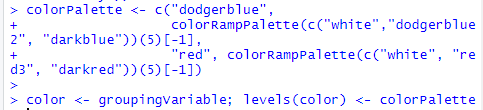 > colorPalette <- c("dodgerblue",
+                   colorRampPalette(c("white","dodgerblue
2", "darkblue"))(5)[-1],
+                   "red", colorRampPalette(c("white", "re
d3", "darkred"))(5)[-1])
>
> color <- groupingVariable; levels(color) <- colorPalette